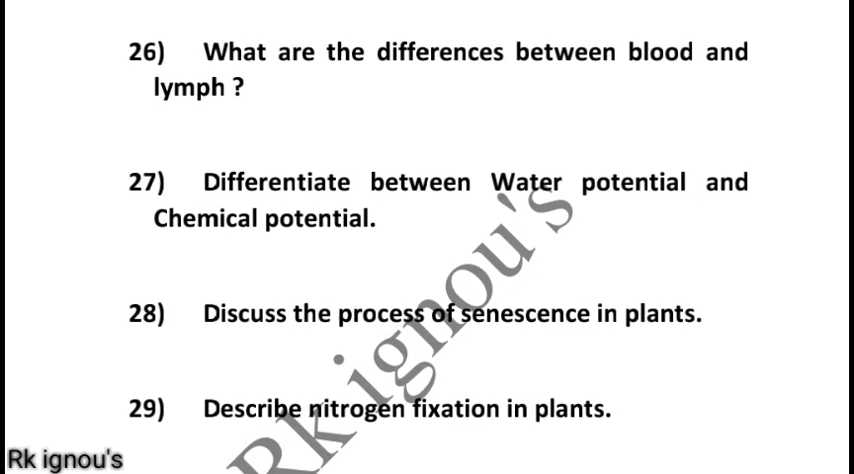 26) What are the differences between blood and
lymph ?
27) Differentiate between Water potential and
Chemical potential.
28) Discuss the process of senescence in plants.
29) Describe nitrogen fixation in plants.
Rk ignou's
Rk ignou's